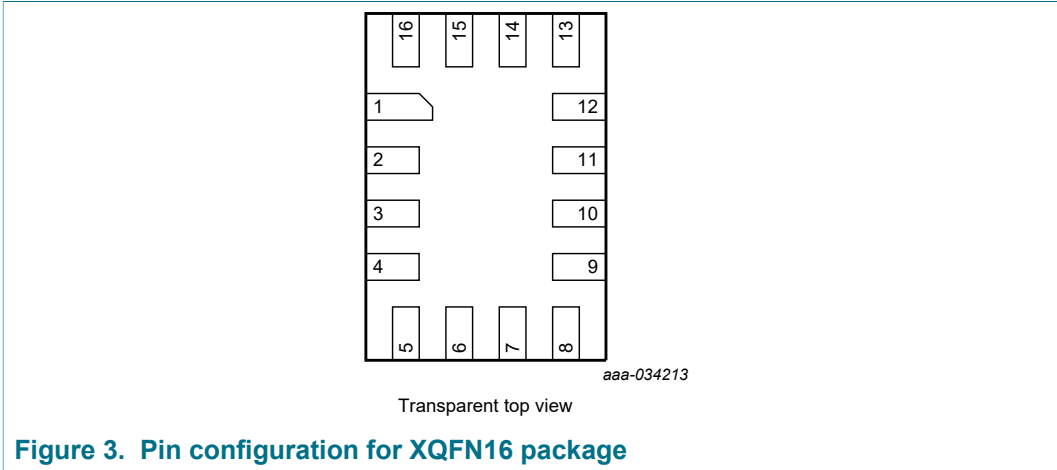 16 15 14 13
1 12
2 11
3 10
4 9
5 6 7 8
aaa-034213
Transparent top view
Figure 3. Pin configuration for XQFN16 package